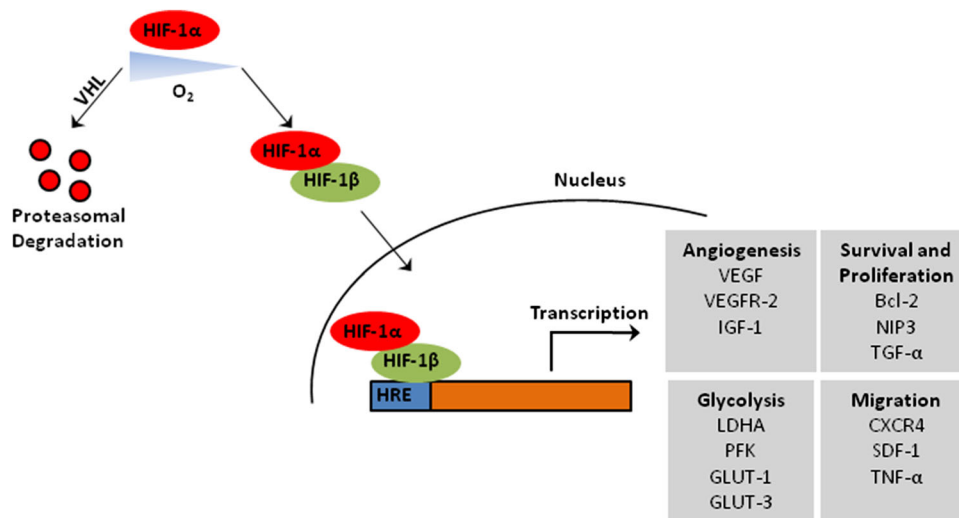 HIF-1α
VHL
O₂
HIF-1α
HIF-1β
Proteasomal
Degradation
Nucleus
HIF-1α
HIF-1β
HRE
Transcription
Angiogenesis
VEGF
VEGFR-2
IGF-1
Survival and
Proliferation
Bcl-2
NIP3
TGF-α
Glycolysis
LDHA
PFK
GLUT-1
GLUT-3
Migration
CXCR4
SDF-1
TNF-α